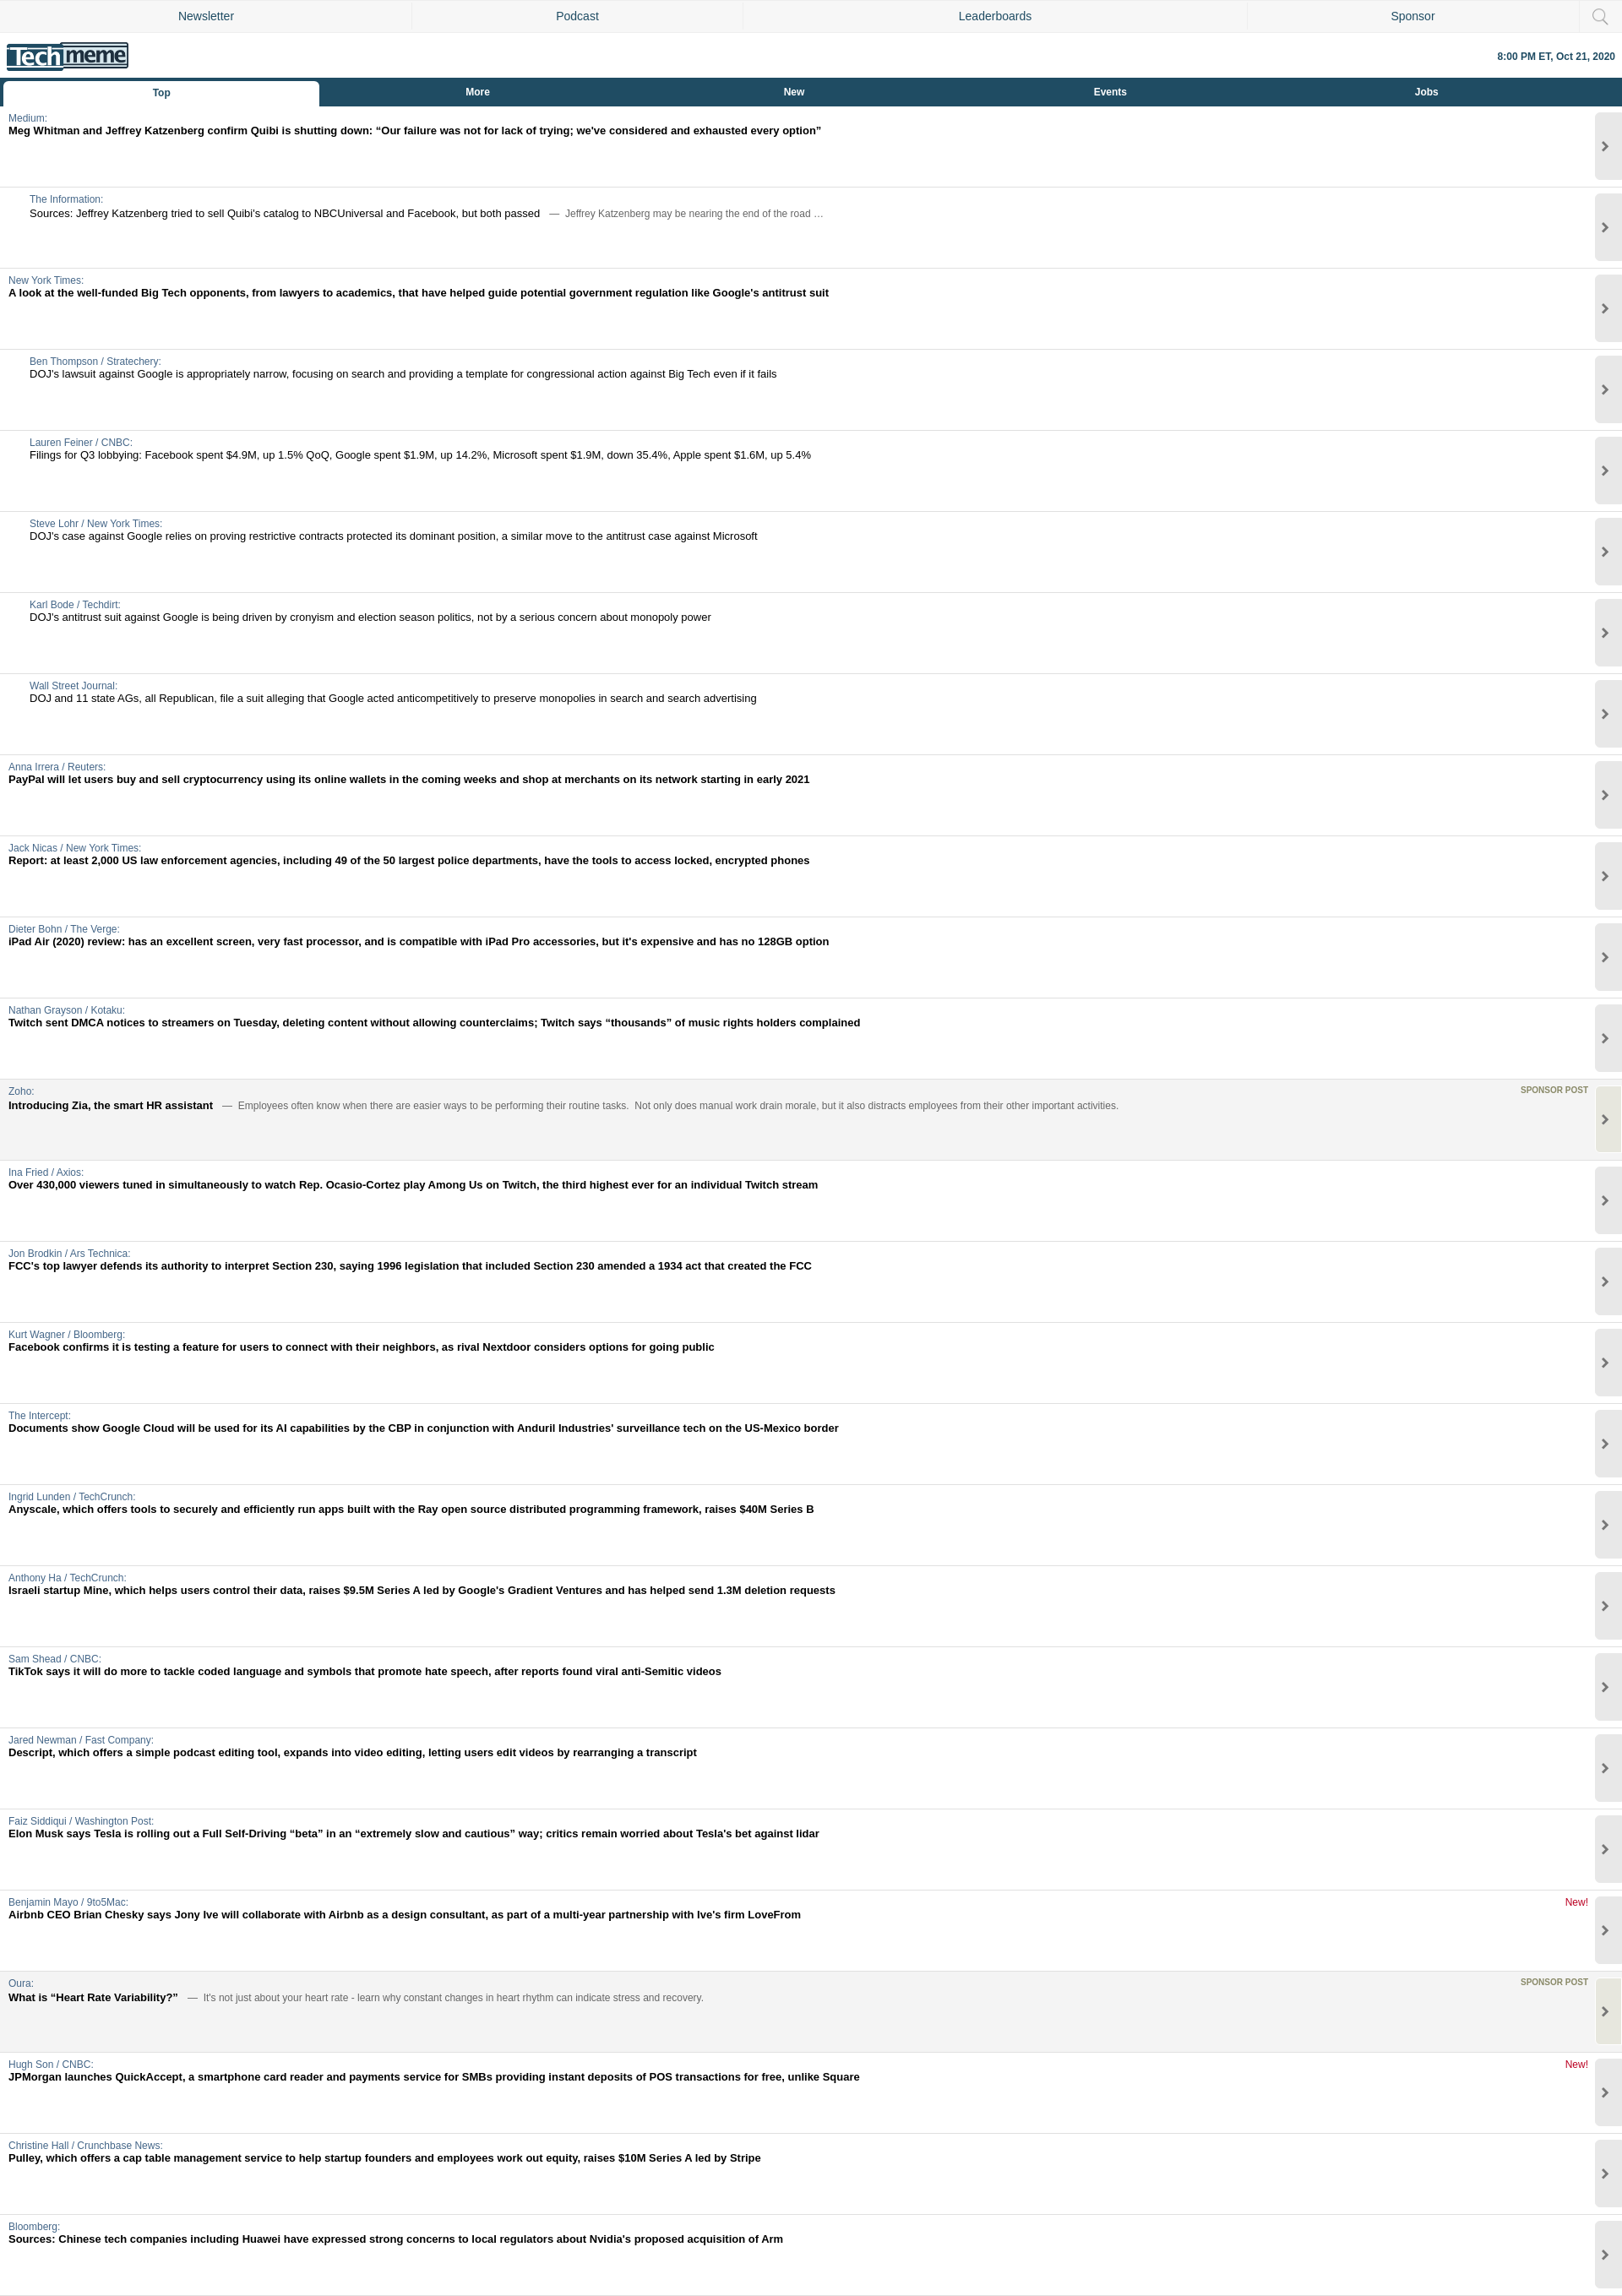 Newsletter
Podcast
Leaderboards
Sponsor
Techmeme
8:00 PM ET, Oct 21, 2020
Top
More
New
Events
Jobs
Medium:
Meg Whitman and Jeffrey Katzenberg confirm Quibi is shutting down: “Our failure was not for lack of trying; we've considered and exhausted every option”
The Information:
Sources: Jeffrey Katzenberg tried to sell Quibi's catalog to NBCUniversal and Facebook, but both passed — Jeffrey Katzenberg may be nearing the end of the road …
New York Times:
A look at the well-funded Big Tech opponents, from lawyers to academics, that have helped guide potential government regulation like Google's antitrust suit
Ben Thompson / Stratechery:
DOJ's lawsuit against Google is appropriately narrow, focusing on search and providing a template for congressional action against Big Tech even if it fails
Lauren Feiner / CNBC:
Filings for Q3 lobbying: Facebook spent $4.9M, up 1.5% QoQ, Google spent $1.9M, up 14.2%, Microsoft spent $1.9M, down 35.4%, Apple spent $1.6M, up 5.4%
Steve Lohr / New York Times:
DOJ's case against Google relies on proving restrictive contracts protected its dominant position, a similar move to the antitrust case against Microsoft
Karl Bode / Techdirt:
DOJ's antitrust suit against Google is being driven by cronyism and election season politics, not by a serious concern about monopoly power
Wall Street Journal:
DOJ and 11 state AGs, all Republican, file a suit alleging that Google acted anticompetitively to preserve monopolies in search and search advertising
Anna Irrera / Reuters:
PayPal will let users buy and sell cryptocurrency using its online wallets in the coming weeks and shop at merchants on its network starting in early 2021
Jack Nicas / New York Times:
Report: at least 2,000 US law enforcement agencies, including 49 of the 50 largest police departments, have the tools to access locked, encrypted phones
Dieter Bohn / The Verge:
iPad Air (2020) review: has an excellent screen, very fast processor, and is compatible with iPad Pro accessories, but it's expensive and has no 128GB option
Nathan Grayson / Kotaku:
Twitch sent DMCA notices to streamers on Tuesday, deleting content without allowing counterclaims; Twitch says “thousands” of music rights holders complained
Zoho:
SPONSOR POST
Introducing Zia, the smart HR assistant — Employees often know when there are easier ways to be performing their routine tasks. Not only does manual work drain morale, but it also distracts employees from their other important activities.
Ina Fried / Axios:
Over 430,000 viewers tuned in simultaneously to watch Rep. Ocasio-Cortez play Among Us on Twitch, the third highest ever for an individual Twitch stream
Jon Brodkin / Ars Technica:
FCC's top lawyer defends its authority to interpret Section 230, saying 1996 legislation that included Section 230 amended a 1934 act that created the FCC
Kurt Wagner / Bloomberg:
Facebook confirms it is testing a feature for users to connect with their neighbors, as rival Nextdoor considers options for going public
The Intercept:
Documents show Google Cloud will be used for its AI capabilities by the CBP in conjunction with Anduril Industries' surveillance tech on the US-Mexico border
Ingrid Lunden / TechCrunch:
Anyscale, which offers tools to securely and efficiently run apps built with the Ray open source distributed programming framework, raises $40M Series B
Anthony Ha / TechCrunch:
Israeli startup Mine, which helps users control their data, raises $9.5M Series A led by Google's Gradient Ventures and has helped send 1.3M deletion requests
Sam Shead / CNBC:
TikTok says it will do more to tackle coded language and symbols that promote hate speech, after reports found viral anti-Semitic videos
Jared Newman / Fast Company:
Descript, which offers a simple podcast editing tool, expands into video editing, letting users edit videos by rearranging a transcript
Faiz Siddiqui / Washington Post:
Elon Musk says Tesla is rolling out a Full Self-Driving “beta” in an “extremely slow and cautious” way; critics remain worried about Tesla's bet against lidar
Benjamin Mayo / 9to5Mac:
New!
Airbnb CEO Brian Chesky says Jony Ive will collaborate with Airbnb as a design consultant, as part of a multi-year partnership with Ive's firm LoveFrom
Oura:
SPONSOR POST
What is “Heart Rate Variability?” — It's not just about your heart rate - learn why constant changes in heart rhythm can indicate stress and recovery.
Hugh Son / CNBC:
New!
JPMorgan launches QuickAccept, a smartphone card reader and payments service for SMBs providing instant deposits of POS transactions for free, unlike Square
Christine Hall / Crunchbase News:
Pulley, which offers a cap table management service to help startup founders and employees work out equity, raises $10M Series A led by Stripe
Bloomberg:
Sources: Chinese tech companies including Huawei have expressed strong concerns to local regulators about Nvidia's proposed acquisition of Arm